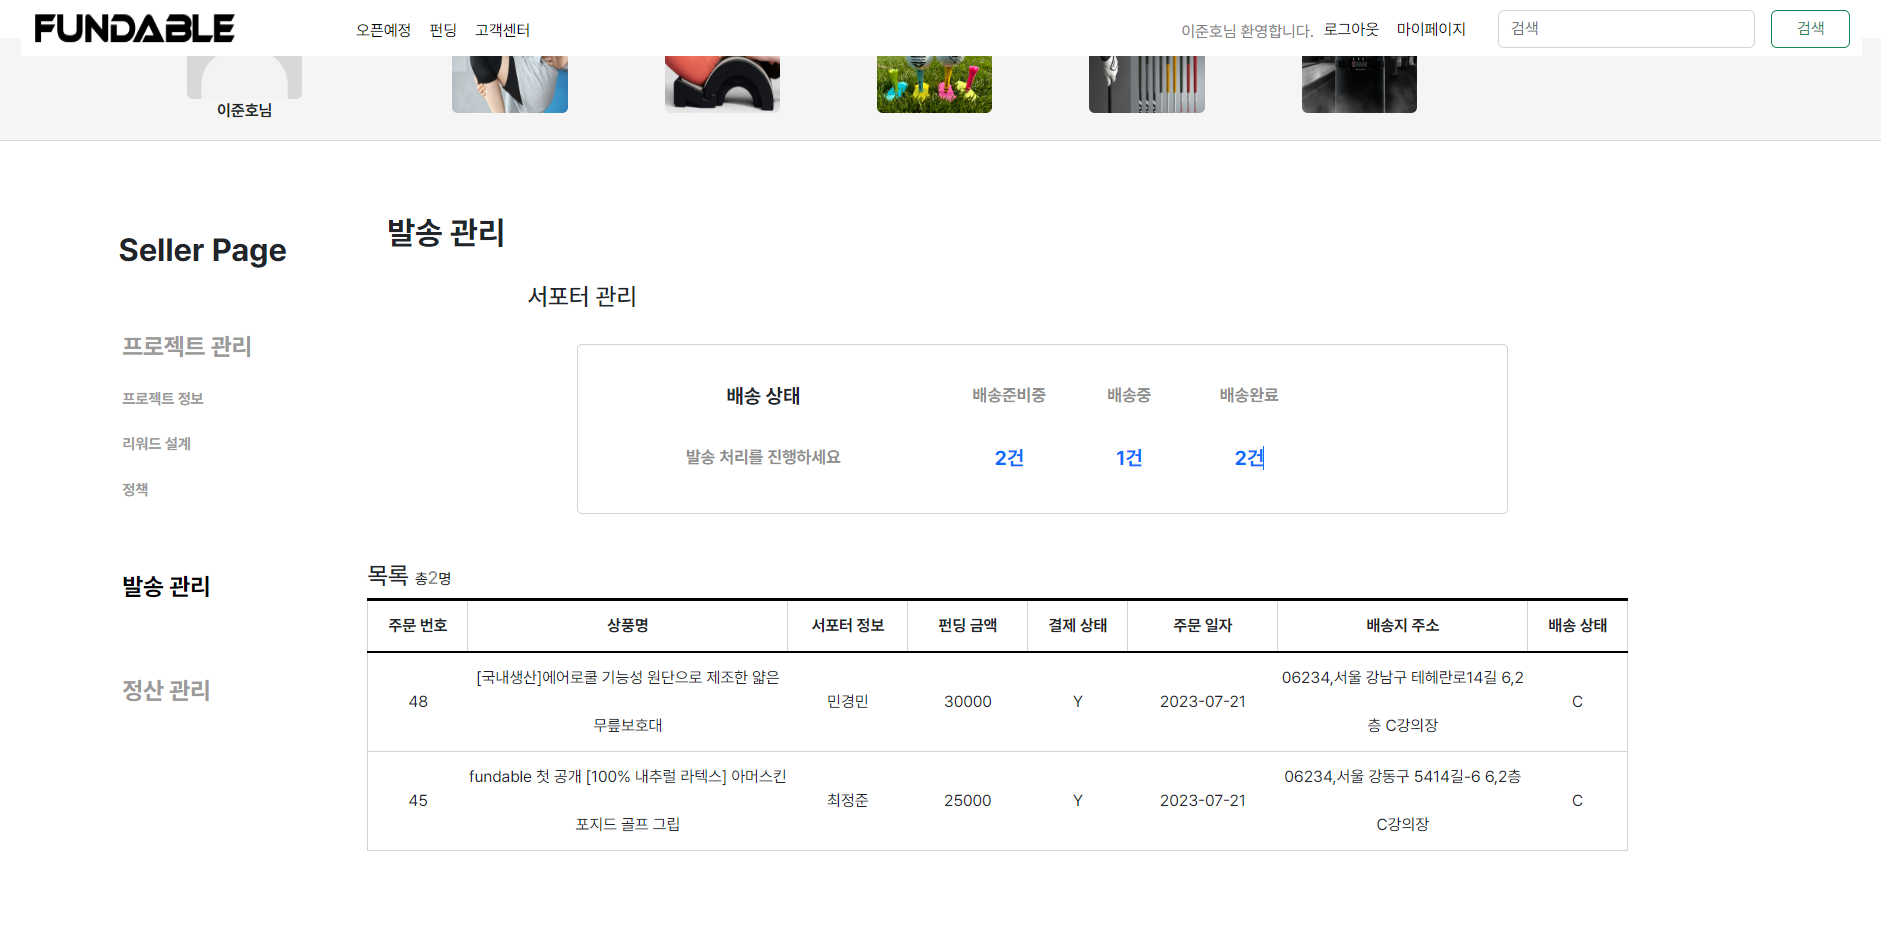 FUNDABLE
오픈예정 펀딩 고객센터
이준호님 환영합니다. 로그아웃 마이페이지 검색 검색
이준호님
Seller Page
프로젝트 관리
프로젝트 정보
리워드 설계
정책
발송 관리
정산 관리
발송 관리
서포터 관리
배송 상태 배송준비중 배송중 배송완료
발송 처리를 진행하세요 2건 1건 2건
목록 총2명
주문 번호 상품명 서포터 정보 펀딩 금액 결제 상태 주문 일자 배송지 주소 배송 상태
[국내생산]에어로쿨 기능성 원단으로 제조한 얇은 06234,서울 강남구 테헤란로14길 6,2
48 민경민 30000 Y 2023-07-21 C
무릎보호대 층 C강의장
fundable 첫 공개 [100% 내추럴 라텍스] 아머스킨 06234,서울 강동구 5414길-6 6,2층
45 최정준 25000 Y 2023-07-21 C
포지드 골프 그립 C강의장